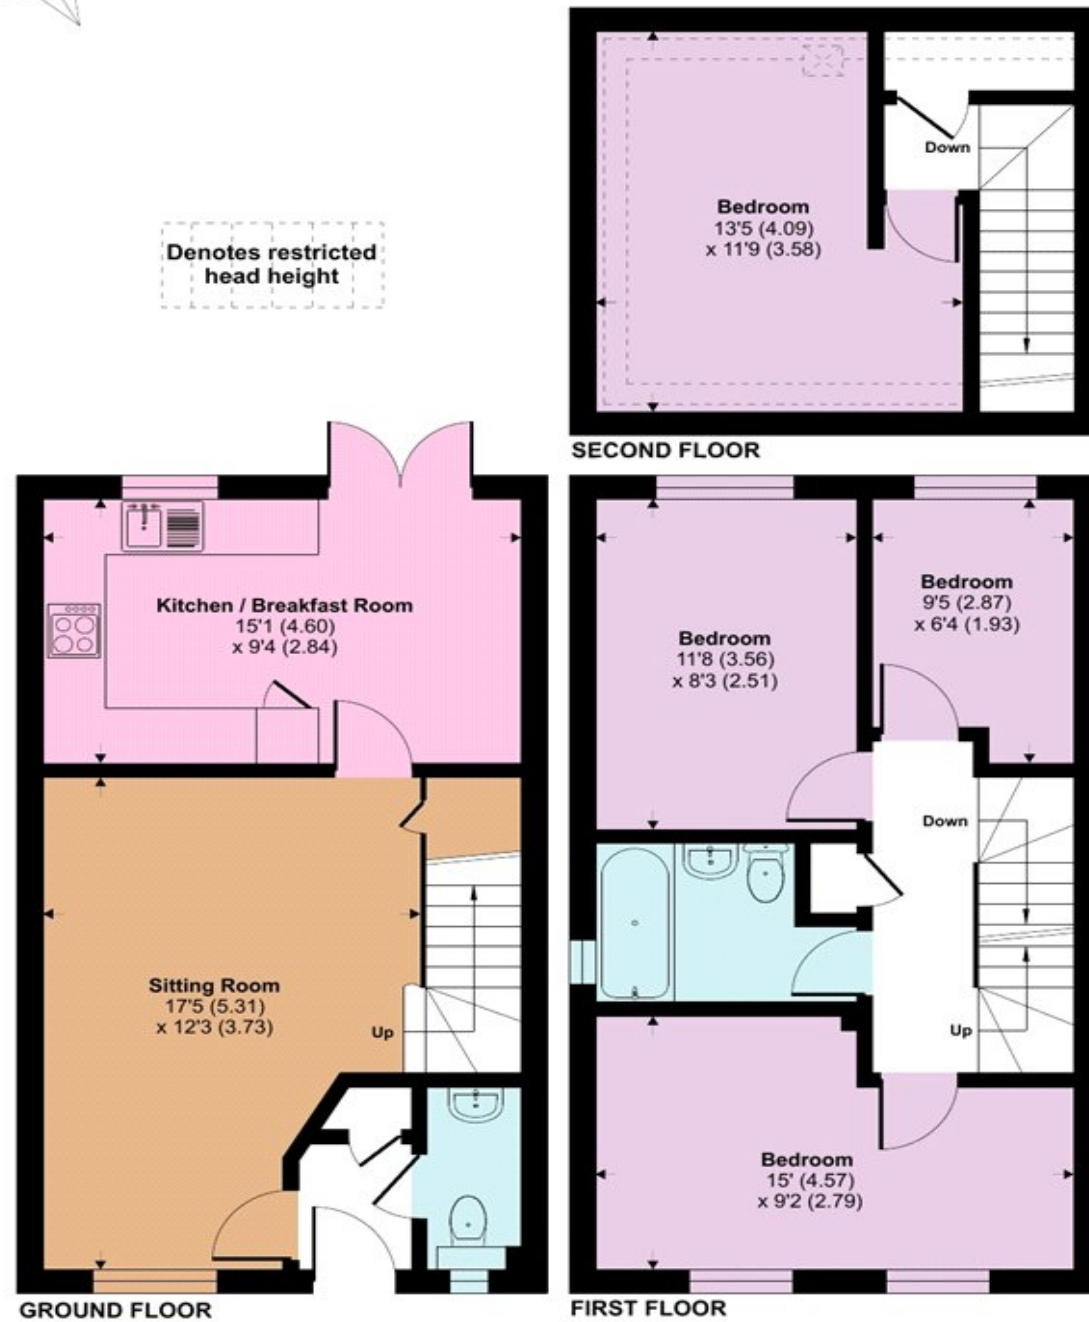 Bedroom
13'5 (4.09)
x 11'9 (3.58)
Down
SECOND FLOOR
Denotes restricted
head height
Kitchen / Breakfast Room
15'1 (4.60)
x 9'4 (2.84)
Sitting Room
17'5 (5.31)
x 12'3 (3.73)
Up
GROUND FLOOR
Bedroom
11'8 (3.56)
x 8'3 (2.51)
Bedroom
9'5 (2.87)
x 6'4 (1.93)
Down
Up
Bedroom
15' (4.57)
x 9'2 (2.79)
FIRST FLOOR